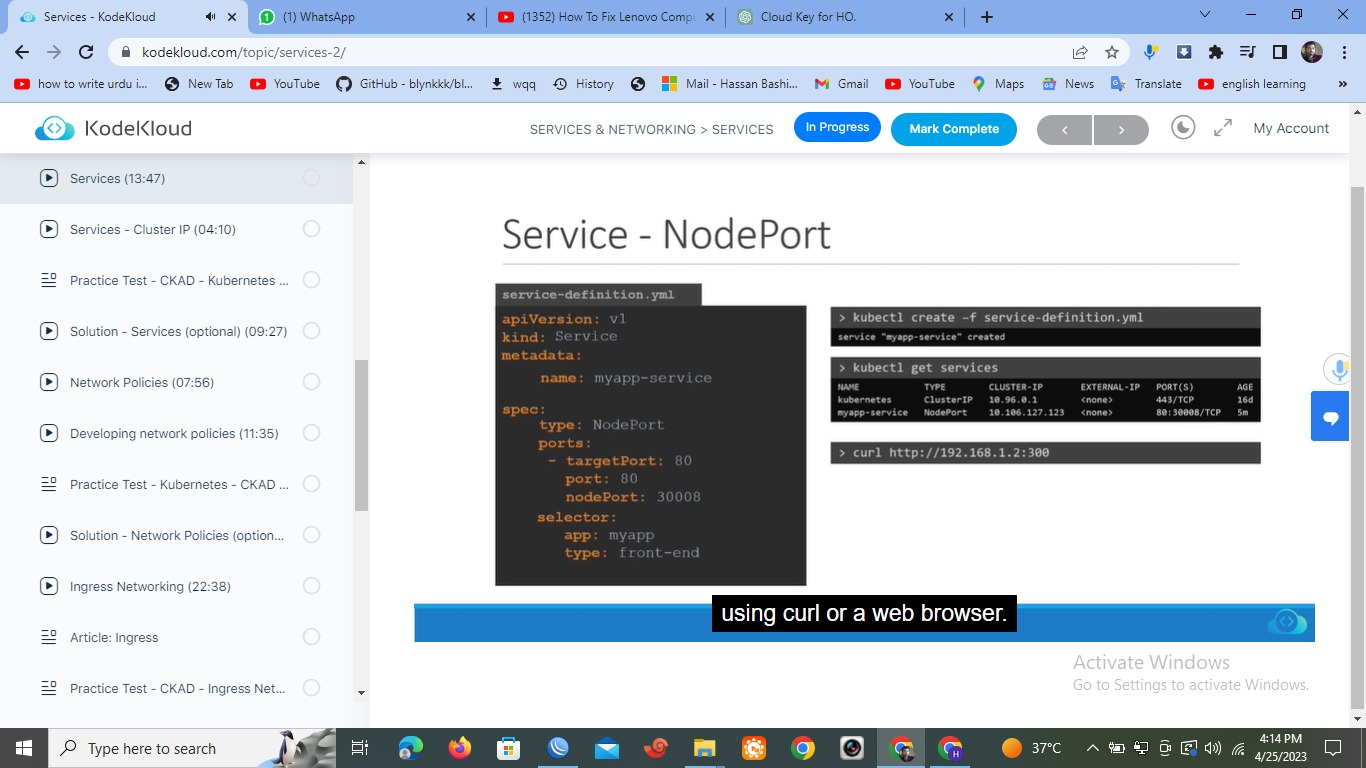 Services - KodeKloud
(1) WhatsApp
(1352) How To Fix Lenovo Compu
Cloud Key for HO.
kodekloud.com/topic/services-2/
how to write urdu i...
New Tab
YouTube
GitHub - blynkkk/bl...
wqq
History
Mail - Hassan Bashi...
Gmail
YouTube
Maps
News
Translate
english learning
»
KodeKloud
SERVICES & NETWORKING > SERVICES
In Progress
Mark Complete
<
>
My Account
Services (13:47)
Services - Cluster IP (04:10)
Practice Test - CKAD - Kubernetes ...
Solution - Services (optional) (09:27)
Network Policies (07:56)
Developing network policies (11:35)
Practice Test - Kubernetes - CKAD ...
Solution - Network Policies (option...
Ingress Networking (22:38)
Article: Ingress
Practice Test - CKAD - Ingress Net...
Service - NodePort
service-definition.yml
apiVersion: v1
kind: Service
metadata:
name: myapp-service
spec:
type: NodePort
ports:
- targetPort: 80
port: 80
nodePort: 30008
selector:
app: myapp
type: front-end
> kubectl create –f service-definition.yml
service "myapp-service" created
> kubectl get services
NAME TYPE CLUSTER-IP EXTERNAL-IP PORT(S) AGE
kubernetes ClusterIP 10.96.0.1 <none> 443/TCP 16d
myapp-service NodePort 10.106.127.123 <none> 80:30008/TCP 5m
> curl http://192.168.1.2:300
using curl or a web browser.
Activate Windows
Go to Settings to activate Windows.
Type here to search
37°C
4:14 PM
4/25/2023